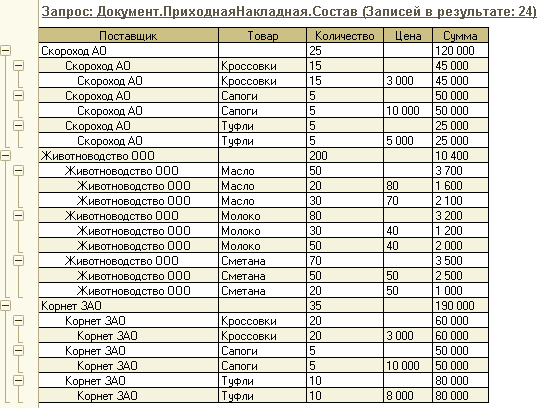 Запрос: Документ.ПриходнаяНакладная.Состав (Записей в результате: 24)
Поставщик Товар Количество Цена Сумма
Скороход АО 25 120 000
Скороход АО Кроссовки 15 45 000
Скороход АО Кроссовки 15 3 000 45 000
Скороход АО Сапоги 5 50 000
Скороход АО Сапоги 5 10 000 50 000
Скороход АО Туфли 5 25 000
Скороход АО Туфли 5 5 000 25 000
Животноводство ООО 200 10 400
Животноводство ООО Масло 50 3 700
Животноводство ООО Масло 20 80 1 600
Животноводство ООО Масло 30 70 2 100
Животноводство ООО Молоко 80 3 200
Животноводство ООО Молоко 30 40 1 200
Животноводство ООО Молоко 50 40 2 000
Животноводство ООО Сметана 70 3 500
Животноводство ООО Сметана 50 50 2 500
Животноводство ООО Сметана 20 50 1 000
Корнет ЗАО 35 190 000
Корнет ЗАО Кроссовки 20 60 000
Корнет ЗАО Кроссовки 20 3 000 60 000
Корнет ЗАО Сапоги 5 50 000
Корнет ЗАО Сапоги 5 10 000 50 000
Корнет ЗАО Туфли 10 80 000
Корнет ЗАО Туфли 10 8 000 80 000